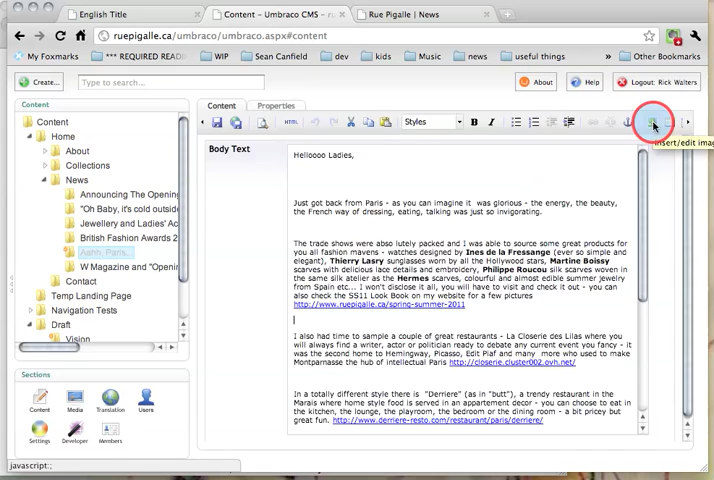 English Title
Content – Umbraco CMS –
Rue Pigalle | News
ruepigalle.ca/umbraco/umbraco.aspx#content
My Foxmarks
*** REQUIRED READI
WIP
Sean Canfield
dev
kids
Music
news
useful things
»
Other Bookmarks
Create...
Type to search...
About
Help
Logout: Rick Walters
Content
Content
Properties
Content
Home
About
Collections
News
Announcing The Opening
"Oh Baby, it's cold outside
Jewellery and Ladies' Ac
British Fashion Awards 2
Aahh, Paris,
W Magazine and "Openin
Contact
Temp Landing Page
Navigation Tests
Draft
Vision
HTML
Styles
B
I
Insert/edit imag
Body Text
Helloooo Ladies,
Just got back from Paris - as you can imagine it was glorious - the energy, the beauty,
the French way of dressing, eating, talking was just so invigorating.
The trade shows were abso lutely packed and I was able to source some great products for
you all fashion mavens - watches designed by Ines de la Fressange (ever so simple and
elegant), Thierry Lasry sunglasses worn by all the Hollywood stars, Martine Boissy
scarves with delicious lace details and embroidery, Philippe Roucou silk scarves woven in
the same silk atelier as the Hermes scarves, colourful and almost edible summer jewelry
from Spain etc... I won't disclose it all, you will have to visit and check it out - you can
also check the SS11 Look Book on my website for a few pictures
http://www.ruepigalle.ca/spring-summer-2011
I also had time to sample a couple of great restaurants - La Closerie des Lilas where you
will always find a writer, actor or politician ready to debate any current event you fancy - it
was the second home to Hemingway, Picasso, Edit Piaf and many more who used to make
Montparnasse the hub of intellectual Paris http://closerie.cluster002.ovh.net/
In a totally different style there is "Derriere" (as in "butt"), a trendy restaurant in the
Marais where home style food is served in an appartement decor - you can choose to eat in
the kitchen, the lounge, the playroom, the bedroom or the dining room - a bit pricey but
great fun. http://www.derriere-resto.com/restaurant/paris/derriere/
Sections
Content
Media
Translation
Users
Settings
Developer
Members
javascript:;